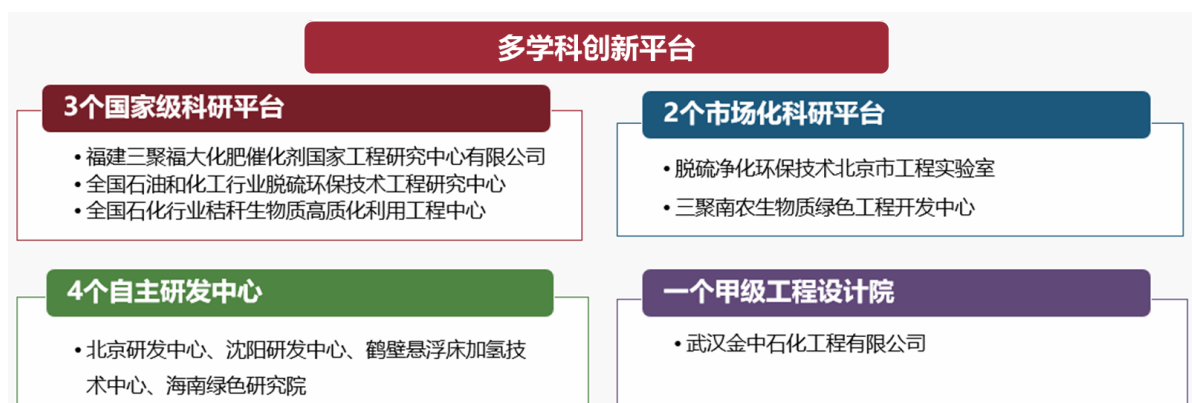 多学科创新平台
3个国家级科研平台
•福建三聚福大化肥催化剂国家工程研究中心有限公司
•全国石油和化工行业脱硫环保技术工程研究中心
•全国石化行业秸秆生物质高质化利用工程中心
2个市场化科研平台
•脱硫净化环保技术北京市工程实验室
•三聚南农生物质绿色工程开发中心
4个自主研发中心
•北京研发中心、沈阳研发中心、鹤壁悬浮床加氢技
术中心、海南绿色研究院
一个甲级工程设计院
•武汉金中石化工程有限公司